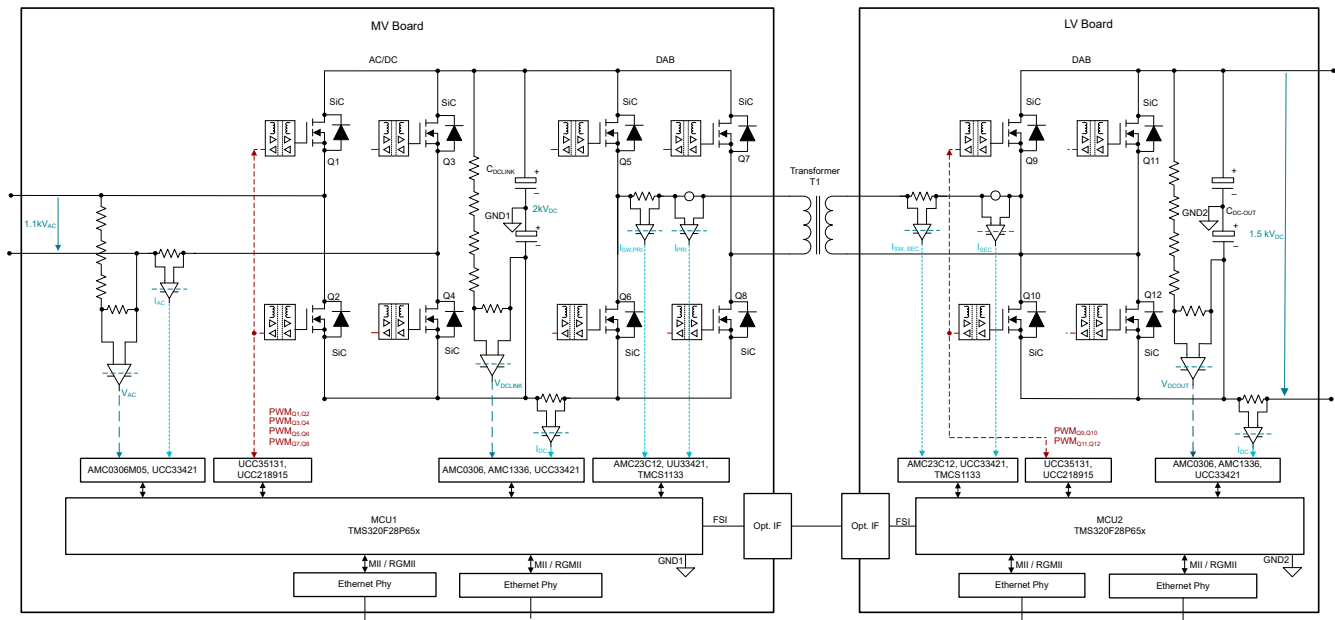 MV Board
LV Board
AC/DC
DAB
DAB
SiC
SiC
SiC
SiC
SiC
SiC
Q1
Q3
Q5
Q7
Q9
Q11
C_DCLINK
+
−
2kV_DC
GND1
+
−
Transformer
T1
1.1kV_AC
I_AC
V_AC
I_SW,PRI
I_PRI
I_SW, SEC
I_SEC
+
−
GND2
C_DC-OUT
+
−
1.5 kV_DC
Q2
Q4
Q6
Q8
Q10
Q12
SiC
SiC
SiC
SiC
SiC
SiC
V_DCLINK
V_DCOUT
I_DC
I_DC
PWM_Q1,Q2
PWM_Q3,Q4
PWM_Q5,Q6
PWM_Q7,Q8
PWM_Q9;Q10
PWM_Q11,Q12
AMC0306M05, UCC33421
UCC35131,
UCC218915
AMC0306, AMC1336, UCC33421
AMC23C12, UU33421,
TMCS1133
AMC23C12, UCC33421,
TMCS1133
UCC35131,
UCC218915
AMC0306, AMC1336,
UCC33421
MCU1
TMS320F28P65x
FSI
Opt. IF
Opt. IF
FSI
MCU2
TMS320F28P65x
GND1
GND2
MII / RGMII
MII / RGMII
MII / RGMII
MII / RGMII
Ethernet Phy
Ethernet Phy
Ethernet Phy
Ethernet Phy